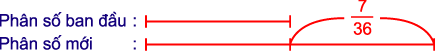 Phân số ban đầu :
7/36
Phân số mới :